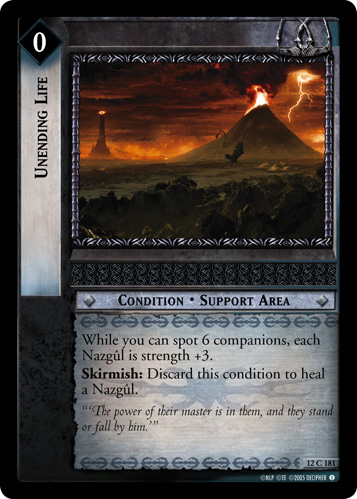 0
Unending Life
Condition • Support Area
While you can spot 6 companions, each
Nazgûl is strength +3.
Skirmish: Discard this condition to heal
a Nazgûl.
“‘The power of their master is in them, and they stand
or fall by him.’”
12 C 181
©NLP ©TE ©2005 DECIPHER